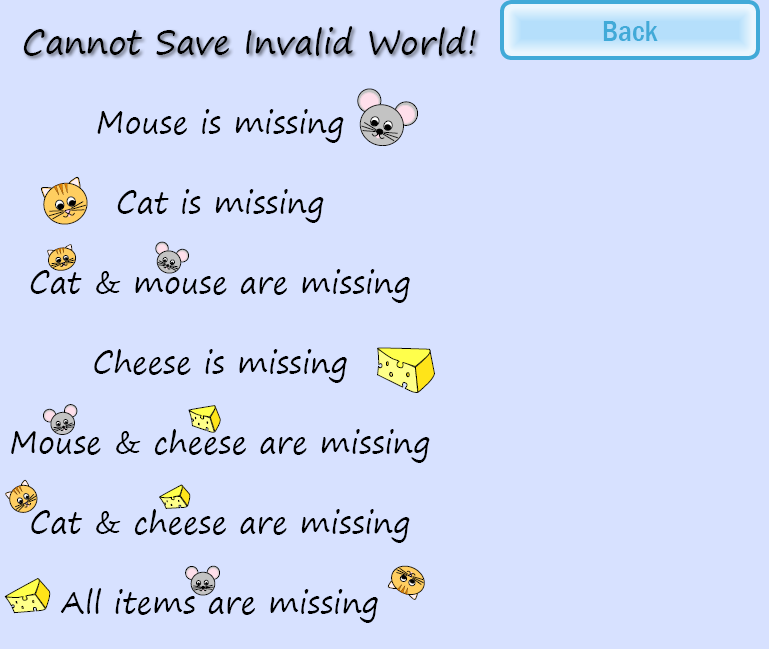 Cannot Save Invalid World!
Back
Mouse is missing
Cat is missing
Cat & mouse are missing
Cheese is missing
Mouse & cheese are missing
Cat & cheese are missing
All items are missing